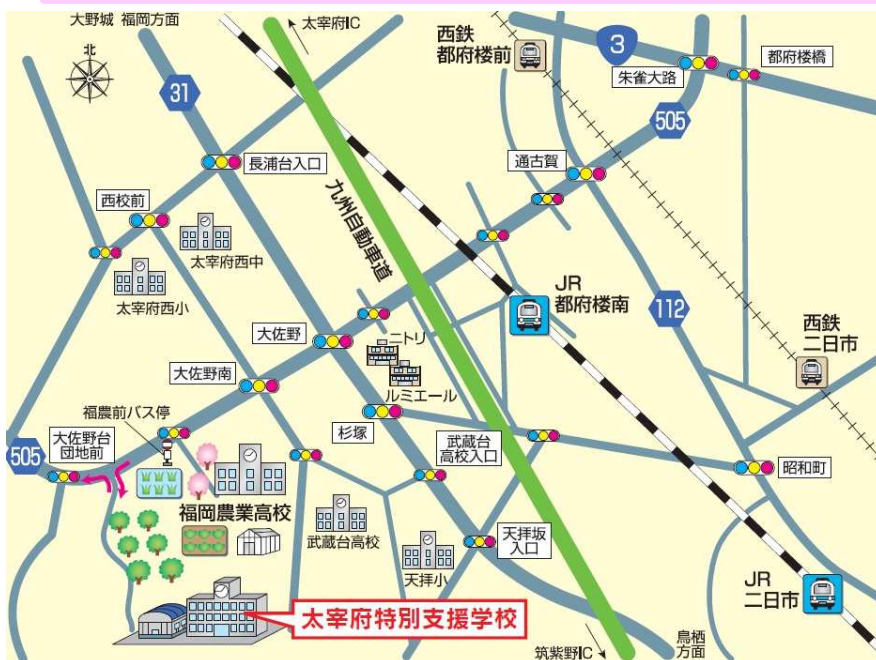 大野城 福岡方面
太宰府IC
北
西鉄
都府楼前
3
朱雀大路
都府楼橋
31
505
長浦台入口
通古賀
西校前
九州自動車道
太宰府西中
太宰府西小
JR
都府楼南
112
大佐野
ニトリ
西鉄
二日市
大佐野南
ルミエール
福農前バス停
杉塚
大佐野台
団地前
505
武蔵台
高校入口
昭和町
福岡農業高校
武蔵台高校
天拝坂
入口
天拝小
JR
二日市
太宰府特別支援学校
筑紫野IC
鳥栖
方面